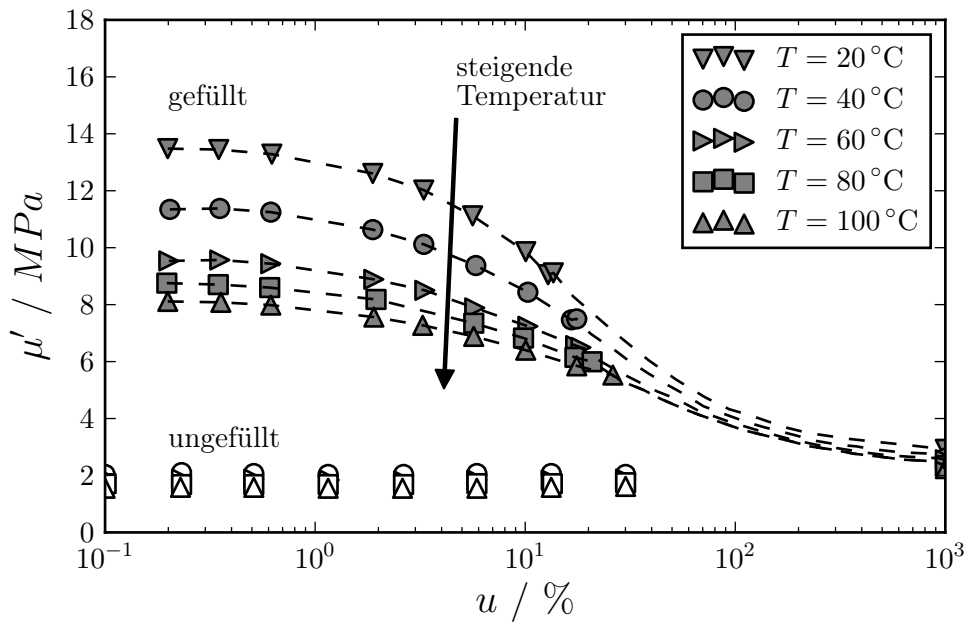 18
16
14
12
10
8
6
4
2
0
μ' / MPa
gefüllt
steigende
Temperatur
ungefüllt
T = 20 °C
T = 40 °C
T = 60 °C
T = 80 °C
T = 100 °C
10⁻¹
10⁰
10¹
10²
10³
u / %